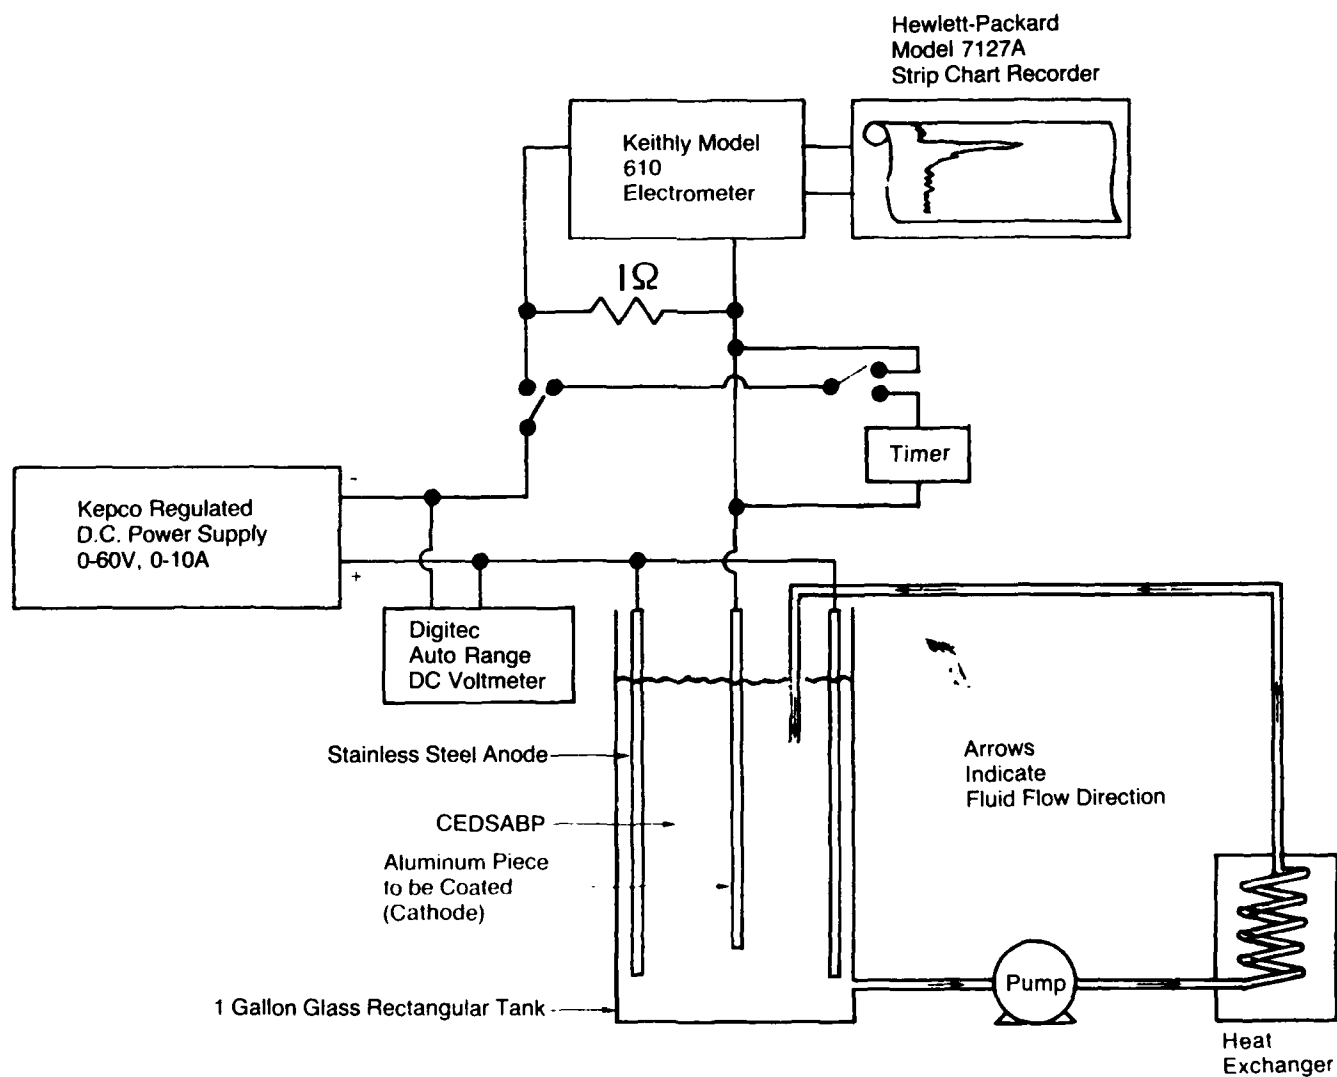 Hewlett-Packard
Model 7127A
Strip Chart Recorder
Keithly Model
610
Electrometer
1Ω
Timer
-
Kepco Regulated
D.C. Power Supply
0-60V, 0-10A
+
Digitec
Auto Range
DC Voltmeter
Stainless Steel Anode
Arrows
Indicate
Fluid Flow Direction
CEDSABP
Aluminum Piece
to be Coated
(Cathode)
Pump
1 Gallon Glass Rectangular Tank
Heat
Exchanger